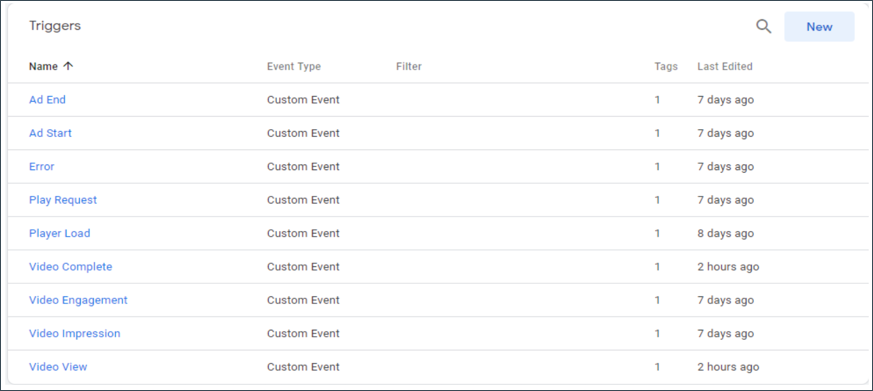 Triggers New
Name Event Type Filter Tags Last Edited
Ad End Custom Event 1 7 days ago
Ad Start Custom Event 1 7 days ago
Error Custom Event 1 7 days ago
Play Request Custom Event 1 7 days ago
Player Load Custom Event 1 8 days ago
Video Complete Custom Event 1 2 hours ago
Video Engagement Custom Event 1 7 days ago
Video Impression Custom Event 1 7 days ago
Video View Custom Event 1 2 hours ago